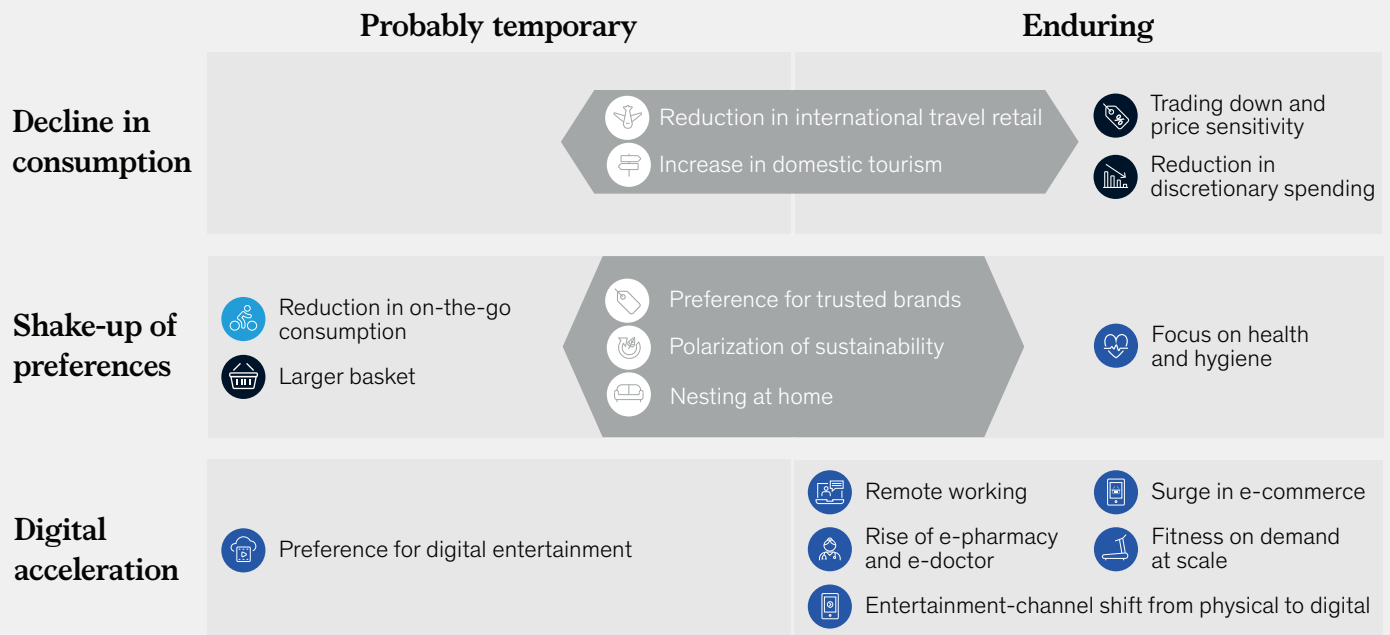 Probably temporary
Enduring
Decline in
consumption
Reduction in international travel retail
Increase in domestic tourism
Trading down and
price sensitivity
Reduction in
discretionary spending
Shake-up of
preferences
Reduction in on-the-go
consumption
Larger basket
Preference for trusted brands
Polarization of sustainability
Nesting at home
Focus on health
and hygiene
Digital
acceleration
Preference for digital entertainment
Remote working
Surge in e-commerce
Rise of e-pharmacy
and e-doctor
Fitness on demand
at scale
Entertainment-channel shift from physical to digital